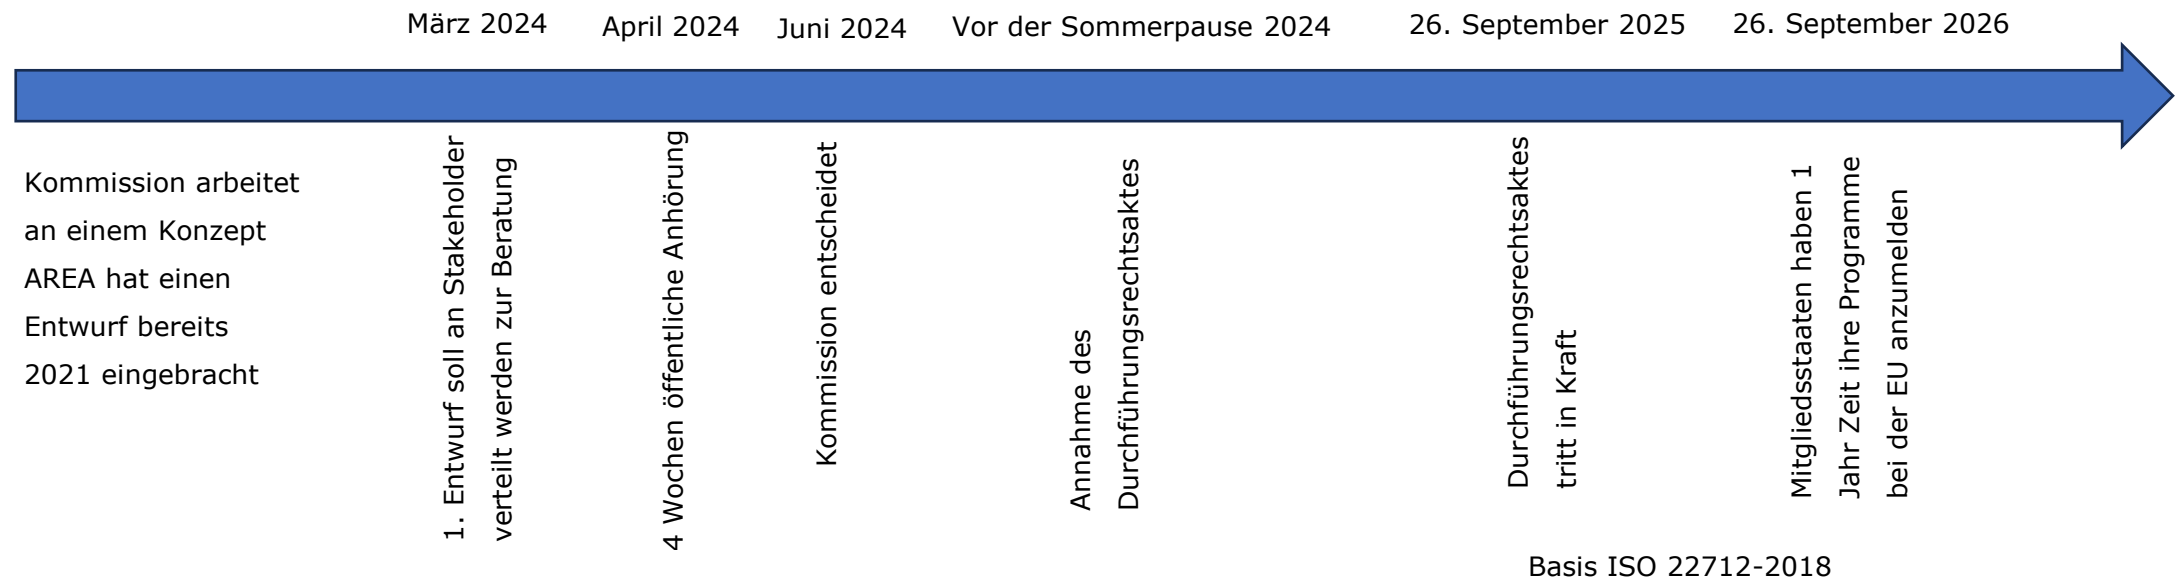 März 2024
April 2024
Juni 2024
Vor der Sommerpause 2024
26. September 2025
26. September 2026
Kommission arbeitet
an einem Konzept
AREA hat einen
Entwurf bereits
2021 eingebracht
1. Entwurf soll an Stakeholder
verteilt werden zur Beratung
4 Wochen öffentliche Anhörung
Kommission entscheidet
Annahme des
Durchführungsrechtsaktes
Durchführungsrechtsaktes
tritt in Kraft
Mitgliedsstaaten haben 1
Jahr Zeit ihre Programme
bei der EU anzumelden
Basis ISO 22712-2018